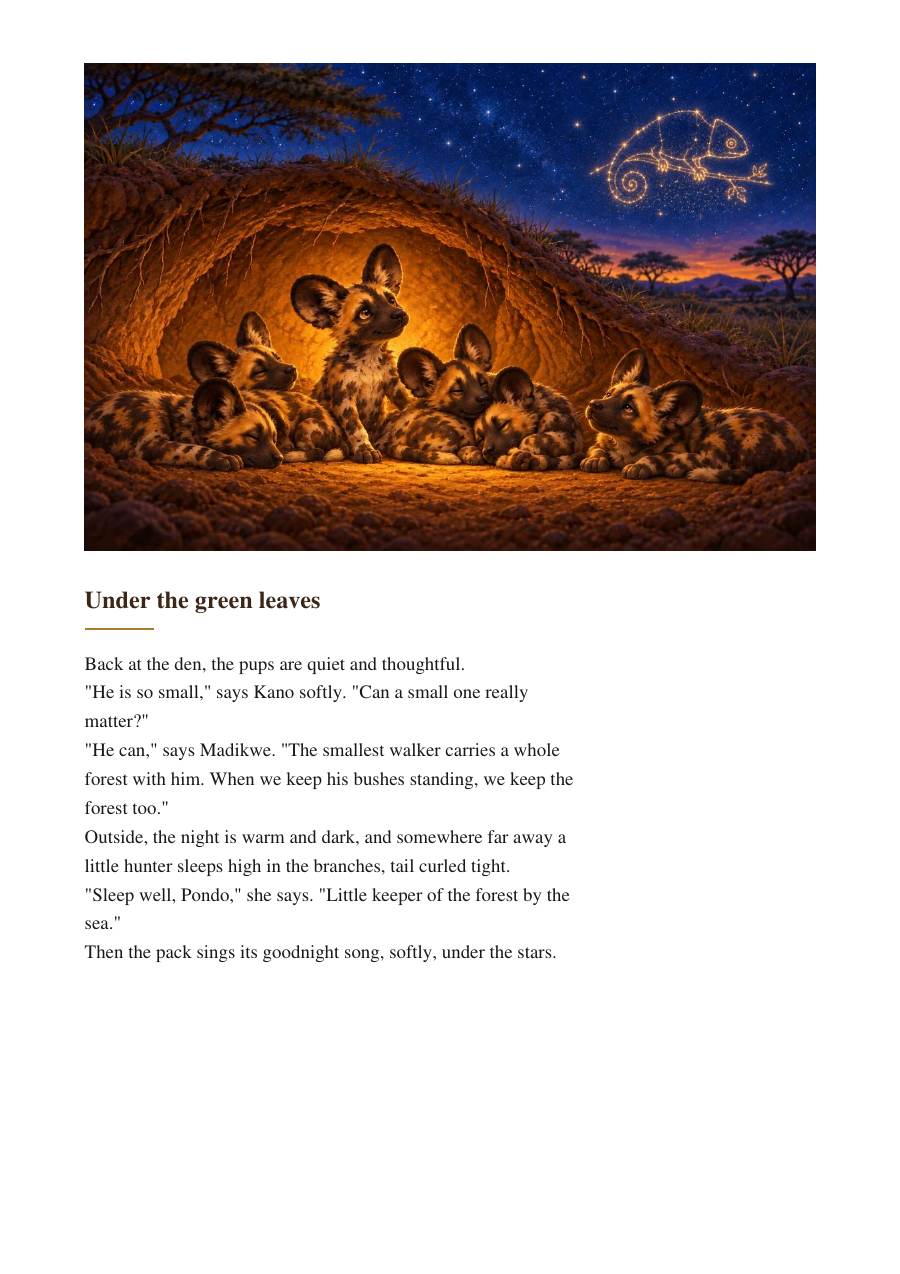 Under the green leaves
Back at the den, the pups are quiet and thoughtful.
"He is so small," says Kano softly. "Can a small one really
matter?"
"He can," says Madikwe. "The smallest walker carries a whole
forest with him. When we keep his bushes standing, we keep the
forest too."
Outside, the night is warm and dark, and somewhere far away a
little hunter sleeps high in the branches, tail curled tight.
"Sleep well, Pondo," she says. "Little keeper of the forest by the
sea."
Then the pack sings its goodnight song, softly, under the stars.